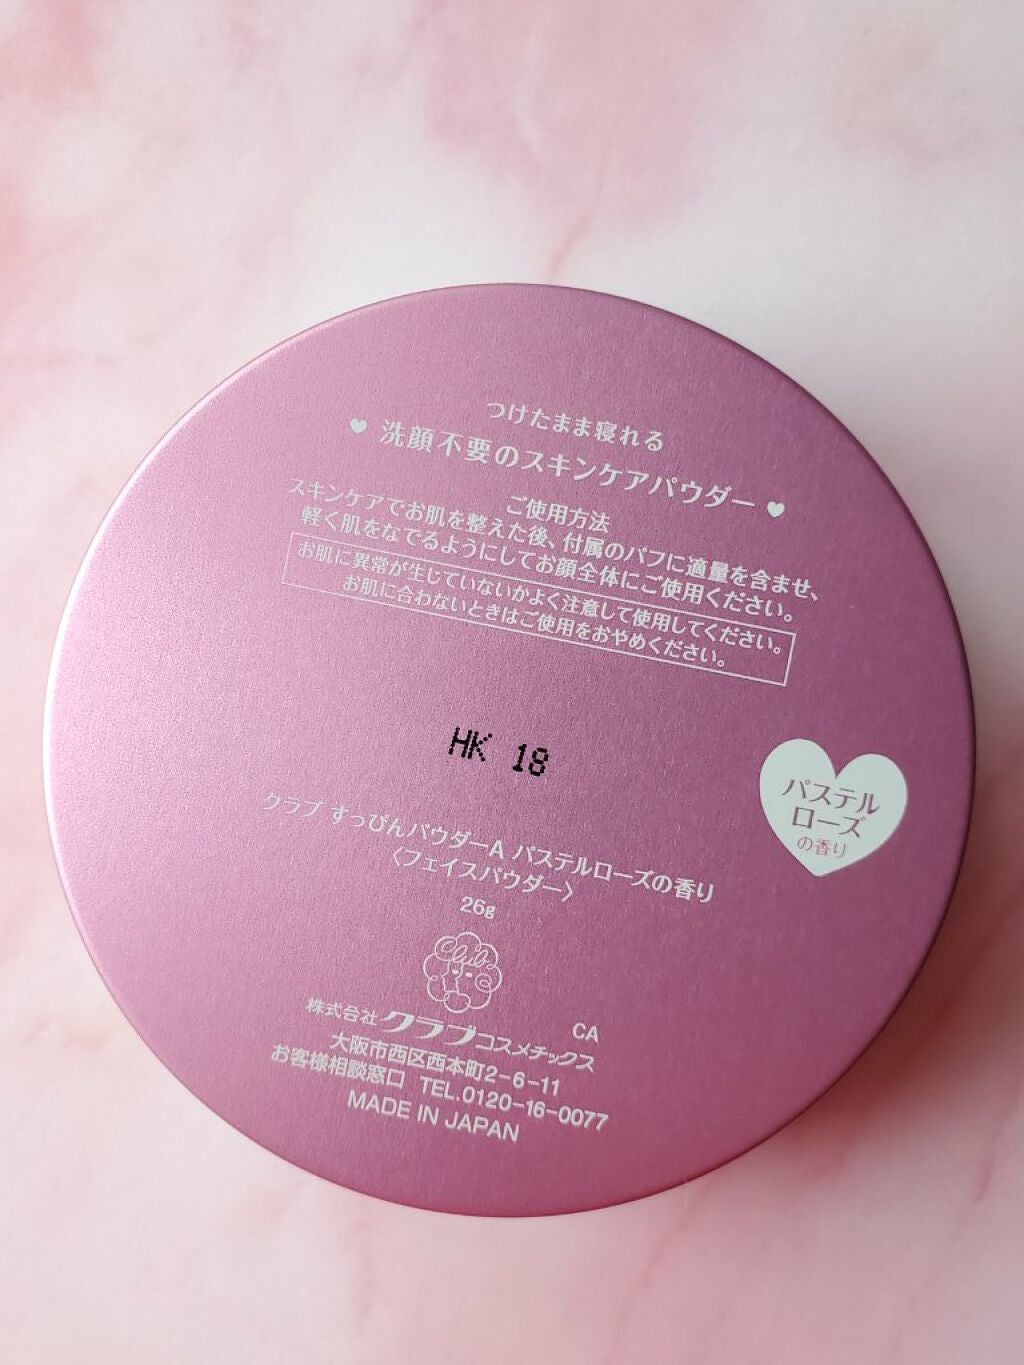 つけたまま寝れる
♥ 洗顔不要のスキンケアパウダー ♥
ご使用方法
スキンケアでお肌を整えた後、付属のパフに適量を含ませ、
軽く肌をなでるようにしてお顔全体にご使用ください。
お肌に異常が生じていないかよく注意して使用してください。
お肌に合わないときはご使用をおやめください。
HK 18
パステル
ローズ
の香り
クラブ すっぴんパウダーA パステルローズの香り
〈フェイスパウダー〉
26g
Club
CA
株式会社クラブコスメチックス
大阪市西区西本町2-6-11
お客様相談窓口 TEL.0120-16-0077
MADE IN JAPAN